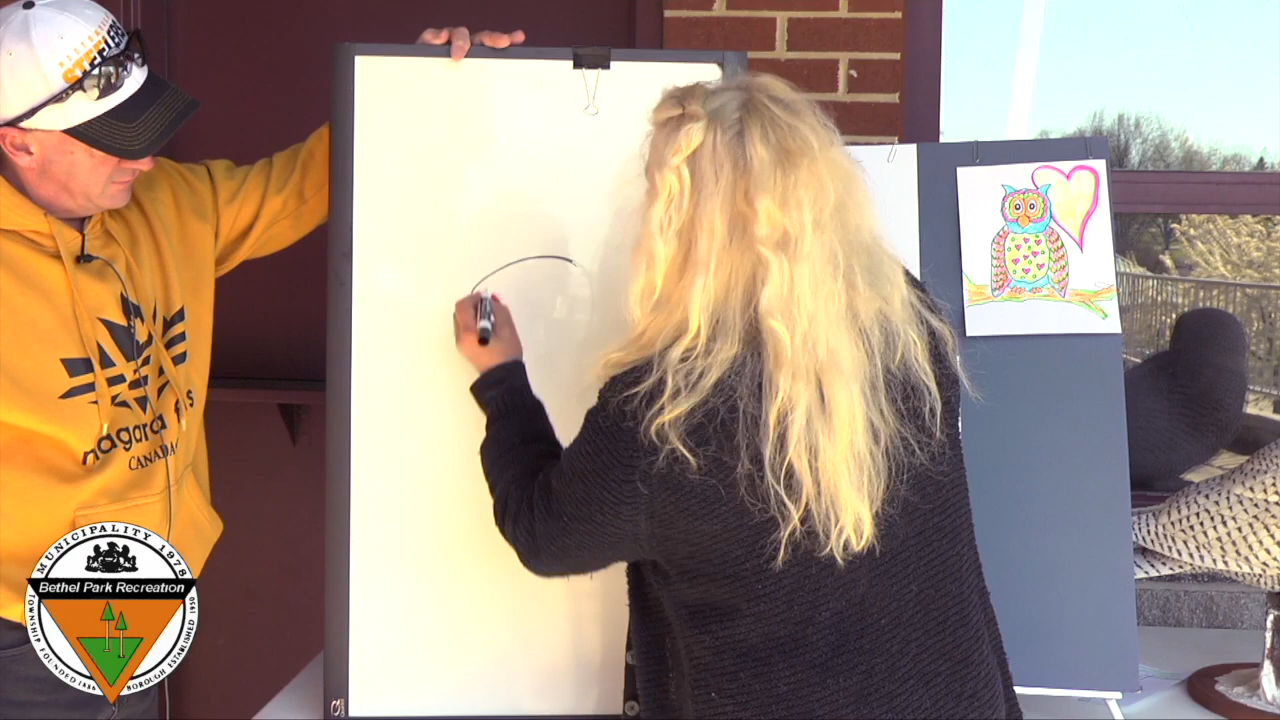 STEELERS
niagara falls
CANADA
MUNICIPALITY 1978
Bethel Park Recreation
TOWNSHIP FOUNDED 1886
BOROUGH ESTABLISHED 1950